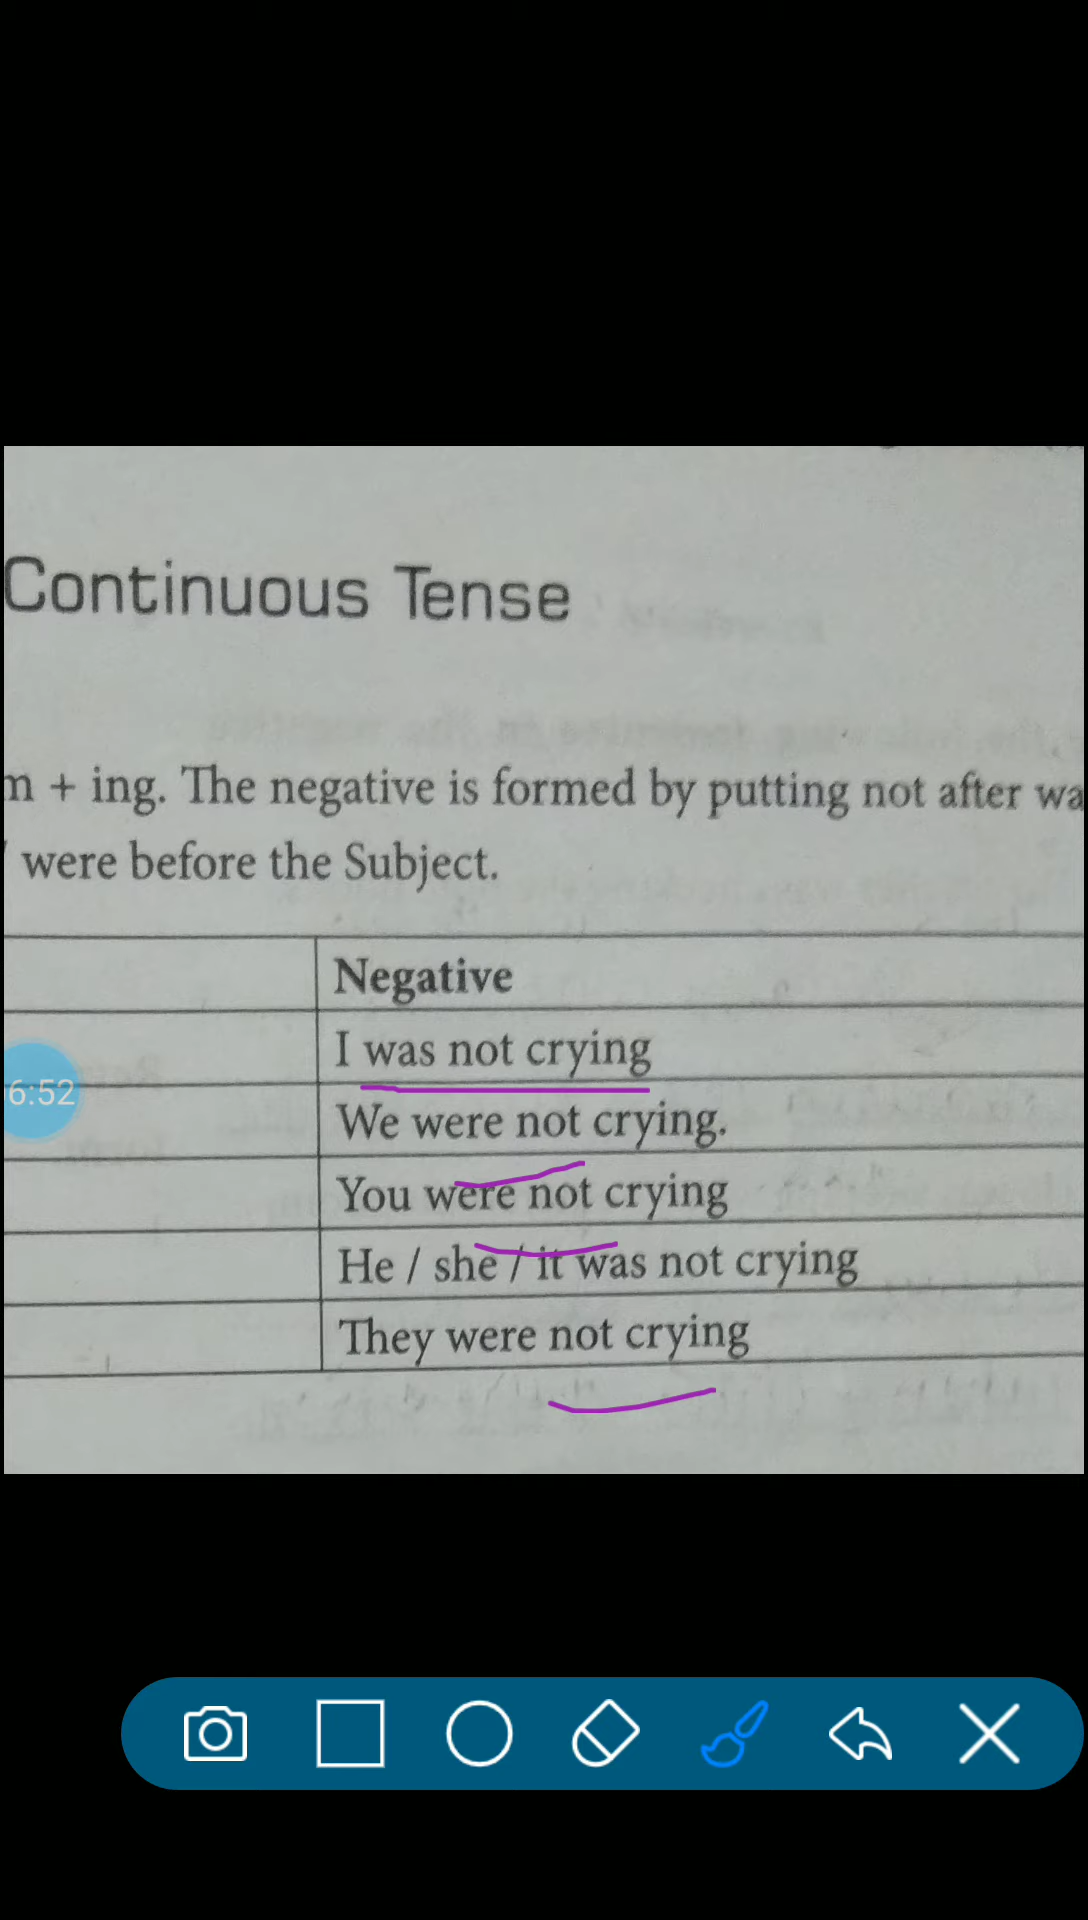 Continuous Tense
m + ing. The negative is formed by putting not after wa
were before the Subject.
Negative
I was not crying
6:52
We were not crying.
You were not crying
He / she / it was not crying
They were not crying